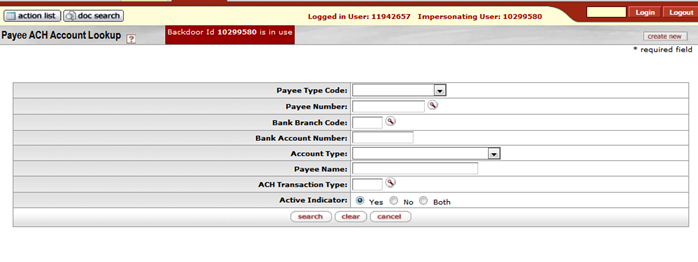 action list doc search
Logged in User: 11942657 Impersonating User: 10299580
Login Logout
Payee ACH Account Lookup ?
Backdoor Id 10299580 is in use
create new
* required field
Payee Type Code:
Payee Number:
Bank Branch Code:
Bank Account Number:
Account Type:
Payee Name:
ACH Transaction Type:
Active Indicator: Yes No Both
search clear cancel